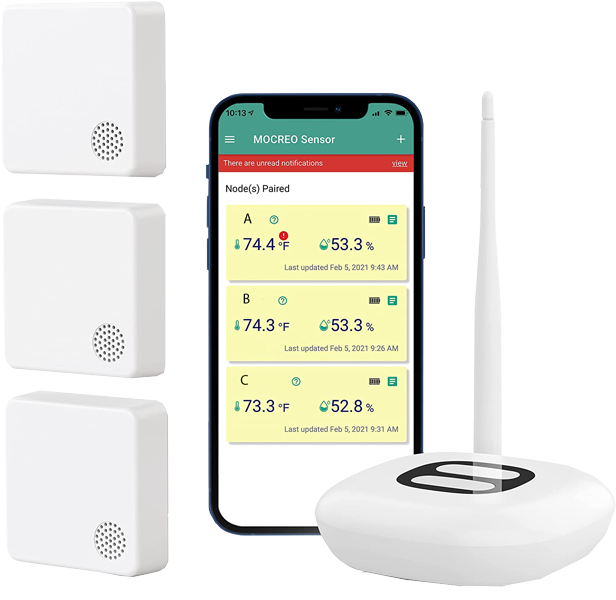 10:13
MOCREO Sensor
There are unread notifications view
Node(s) Paired
A
74.4 °F 53.3 %
Last updated Feb 5, 2021 9:43 AM
B
74.3 °F 53.3 %
Last updated Feb 5, 2021 9:26 AM
C
73.3 °F 52.8 %
Last updated Feb 5, 2021 9:31 AM